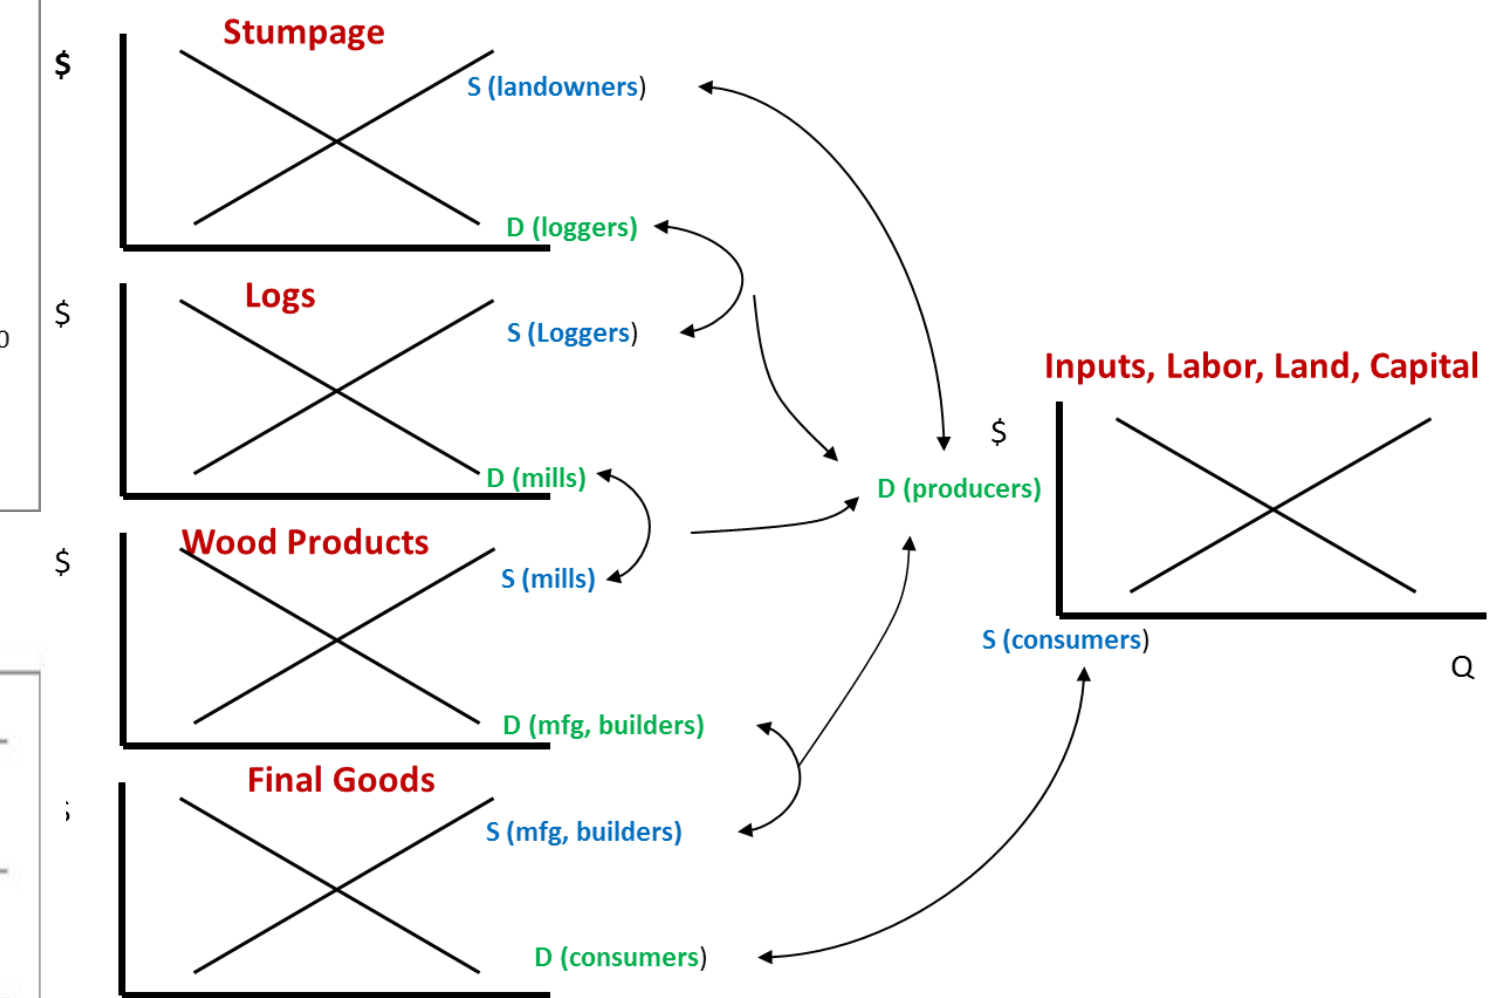 Stumpage
$
S (landowners)
D (loggers)
Logs
$
S (Loggers)
0
D (mills)
Wood Products
$
S (mills)
D (mfg, builders)
Final Goods
S (mfg, builders)
D (consumers)
Inputs, Labor, Land, Capital
$
D (producers)
S (consumers)
Q